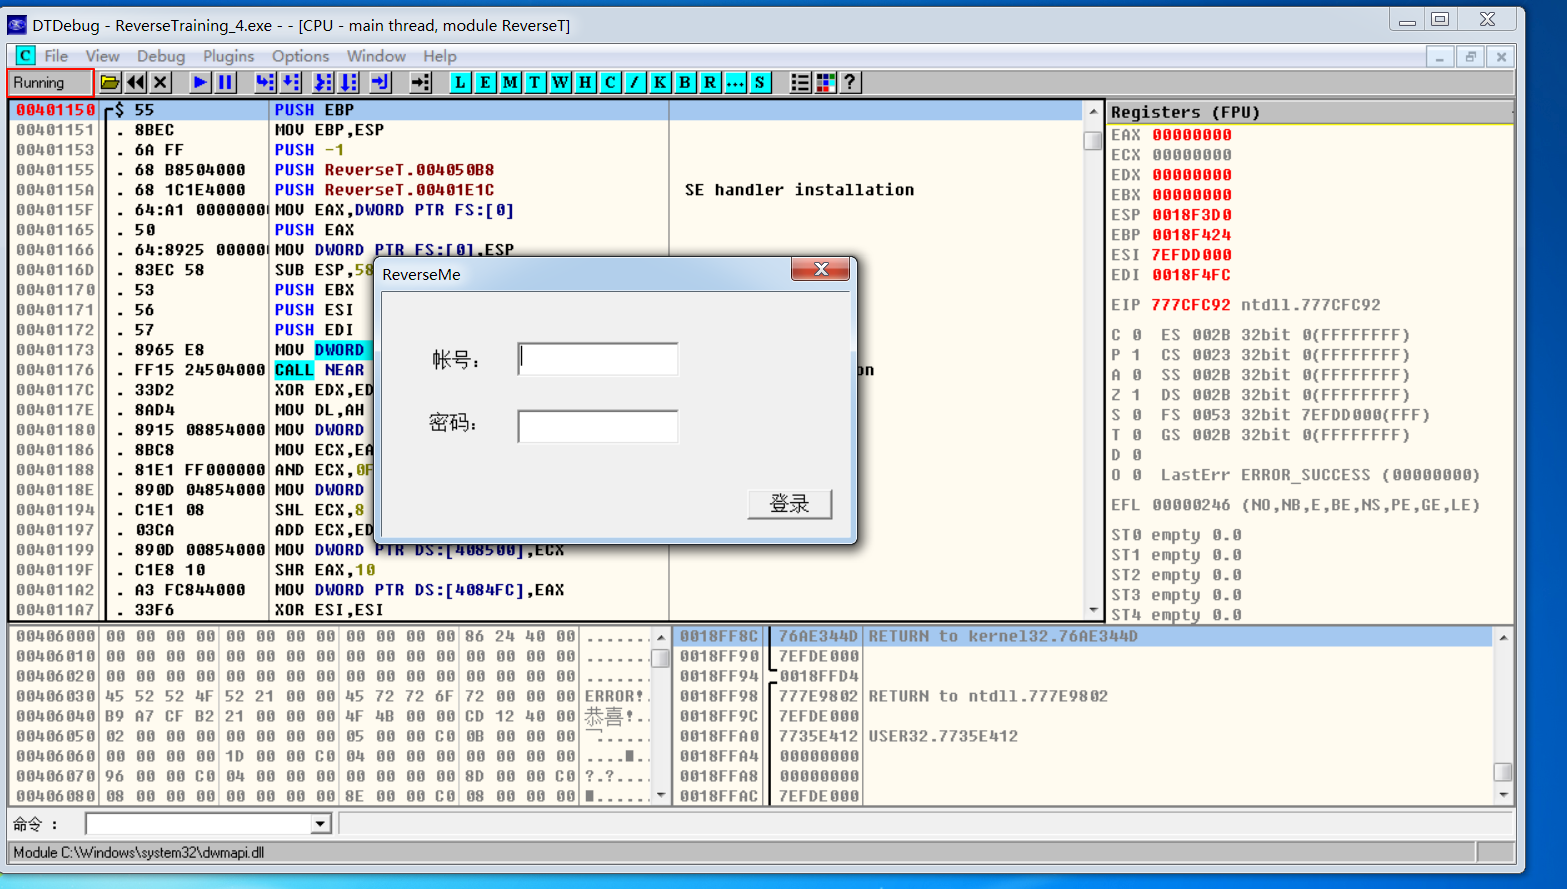 DTDebug - ReverseTraining_4.exe - - [CPU - main thread, module ReverseT]
C File View Debug Plugins Options Window Help
Running L E M T W H C / K B R ... S ?
00401150 $ 55 PUSH EBP
00401151 . 8BEC MOV EBP,ESP
00401153 . 6A FF PUSH -1
00401155 . 68 B8504000 PUSH ReverseT.004050B8
0040115A . 68 1C1E4000 PUSH ReverseT.00401E1C SE handler installation
0040115F . 64:A1 0000000 MOV EAX,DWORD PTR FS:[0]
00401165 . 50 PUSH EAX
00401166 . 64:8925 00000 MOV DWORD PTR FS:[0],ESP
0040116D . 83EC 58 SUB ESP,58
00401170 . 53 PUSH EBX
00401171 . 56 PUSH ESI
00401172 . 57 PUSH EDI
00401173 . 8965 E8 MOV DWORD
00401176 . FF15 24504000 CALL NEAR on
0040117C . 33D2 XOR EDX,ED
0040117E . 8AD4 MOV DL,AH
00401180 . 8915 08854000 MOV DWORD
00401186 . 8BC8 MOV ECX,EA
00401188 . 81E1 FF000000 AND ECX,0F
0040118E . 890D 04854000 MOV DWORD
00401194 . C1E1 08 SHL ECX,8
00401197 . 03CA ADD ECX,ED
00401199 . 890D 00854000 MOV DWORD PTR DS:[408500],ECX
0040119F . C1E8 10 SHR EAX,10
004011A2 . A3 FC844000 MOV DWORD PTR DS:[4084FC],EAX
004011A7 . 33F6 XOR ESI,ESI
ReverseMe
帐号：
密码：
登录
Registers (FPU)
EAX 00000000
ECX 00000000
EDX 00000000
EBX 00000000
ESP 0018F3D0
EBP 0018F424
ESI 7EFDD000
EDI 0018F4FC
EIP 777CFC92 ntdll.777CFC92
C 0 ES 002B 32bit 0(FFFFFFFF)
P 1 CS 0023 32bit 0(FFFFFFFF)
A 0 SS 002B 32bit 0(FFFFFFFF)
Z 1 DS 002B 32bit 0(FFFFFFFF)
S 0 FS 0053 32bit 7EFDD000(FFF)
T 0 GS 002B 32bit 0(FFFFFFFF)
D 0
O 0 LastErr ERROR_SUCCESS (00000000)
EFL 00000246 (NO,NB,E,BE,NS,PE,GE,LE)
ST0 empty 0.0
ST1 empty 0.0
ST2 empty 0.0
ST3 empty 0.0
ST4 empty 0.0
00406000 00 00 00 00 00 00 00 00 00 00 00 00 86 24 40 00 .......
00406010 00 00 00 00 00 00 00 00 00 00 00 00 00 00 00 00 .......
00406020 00 00 00 00 00 00 00 00 00 00 00 00 00 00 00 00 .......
00406030 45 52 52 4F 52 21 00 00 45 72 72 6F 72 00 00 00 ERROR!.
00406040 B9 A7 CF B2 21 00 00 00 4F 4B 00 00 CD 12 40 00 恭喜!..
00406050 02 00 00 00 00 00 00 00 05 00 00 C0 0B 00 00 00
00406060 00 00 00 00 1D 00 00 C0 04 00 00 00 00 00 00 00
00406070 96 00 00 C0 04 00 00 00 00 00 00 00 8D 00 00 C0 ?.?....
00406080 08 00 00 00 00 00 00 00 8E 00 00 C0 08 00 00 00
0018FF8C 76AE344D RETURN to kernel32.76AE344D
0018FF90 7EFDE000
0018FF94 0018FFD4
0018FF98 777E9802 RETURN to ntdll.777E9802
0018FF9C 7EFDE000
0018FFA0 7735E412 USER32.7735E412
0018FFA4 00000000
0018FFA8 00000000
0018FFAC 7EFDE000
命令 :
Module C:\Windows\system32\dwmapi.dll